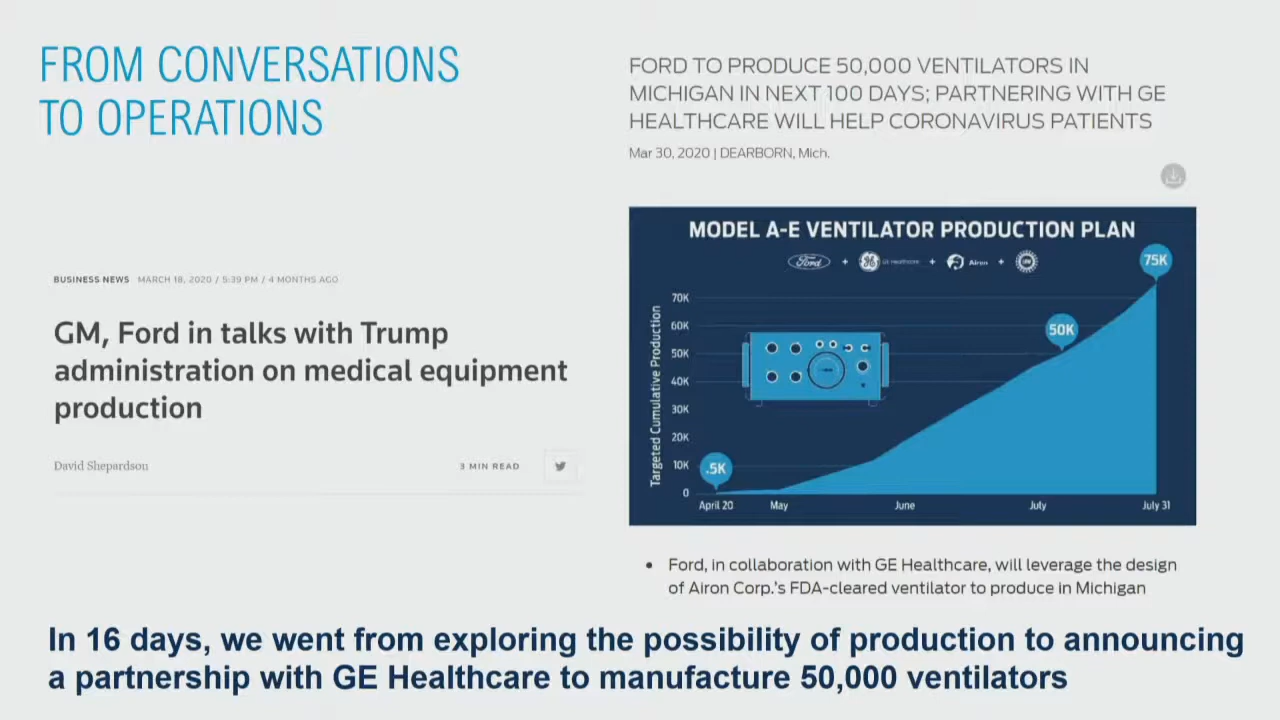 FROM CONVERSATIONS
TO OPERATIONS
BUSINESS NEWS MARCH 18, 2020 / 5:39 PM / 4 MONTHS AGO
GM, Ford in talks with Trump
administration on medical equipment
production
David Shepardson
3 MIN READ
FORD TO PRODUCE 50,000 VENTILATORS IN
MICHIGAN IN NEXT 100 DAYS; PARTNERING WITH GE
HEALTHCARE WILL HELP CORONAVIRUS PATIENTS
Mar 30, 2020 | DEARBORN, Mich.
MODEL A-E VENTILATOR PRODUCTION PLAN
Ford + GE Healthcare + Airon +
Targeted Cumulative Production
70K
60K
50K
40K
30K
20K
10K
0
.5K
50K
75K
April 20 May June July July 31
• Ford, in collaboration with GE Healthcare, will leverage the design
of Airon Corp.'s FDA-cleared ventilator to produce in Michigan
In 16 days, we went from exploring the possibility of production to announcing
a partnership with GE Healthcare to manufacture 50,000 ventilators